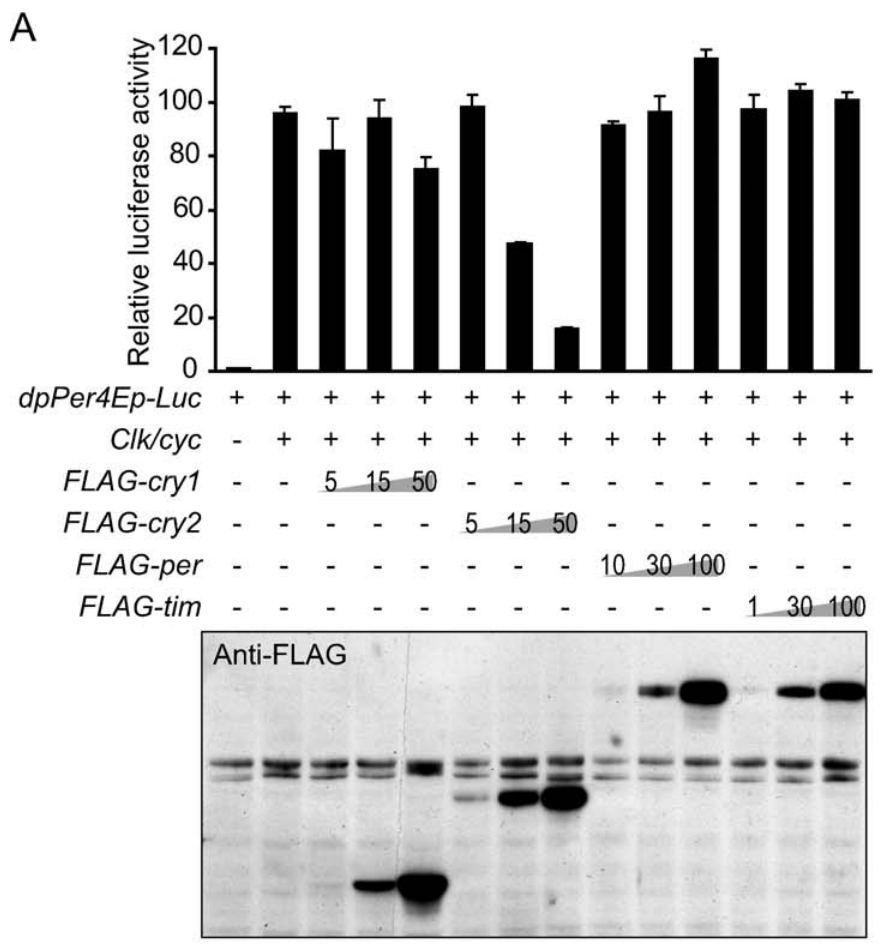 A
Relative luciferase activity
120
100
80
60
40
20
0
dpPer4Ep-Luc + + + + + + + + + + + + + +
Clk/cyc - + + + + + + + + + + + + +
FLAG-cry1 - - 5 15 50 - - - - - - - - -
FLAG-cry2 - - - - - 5 15 50 - - - - - -
FLAG-per - - - - - - - - 10 30 100 - - -
FLAG-tim - - - - - - - - - - - 1 30 100
Anti-FLAG